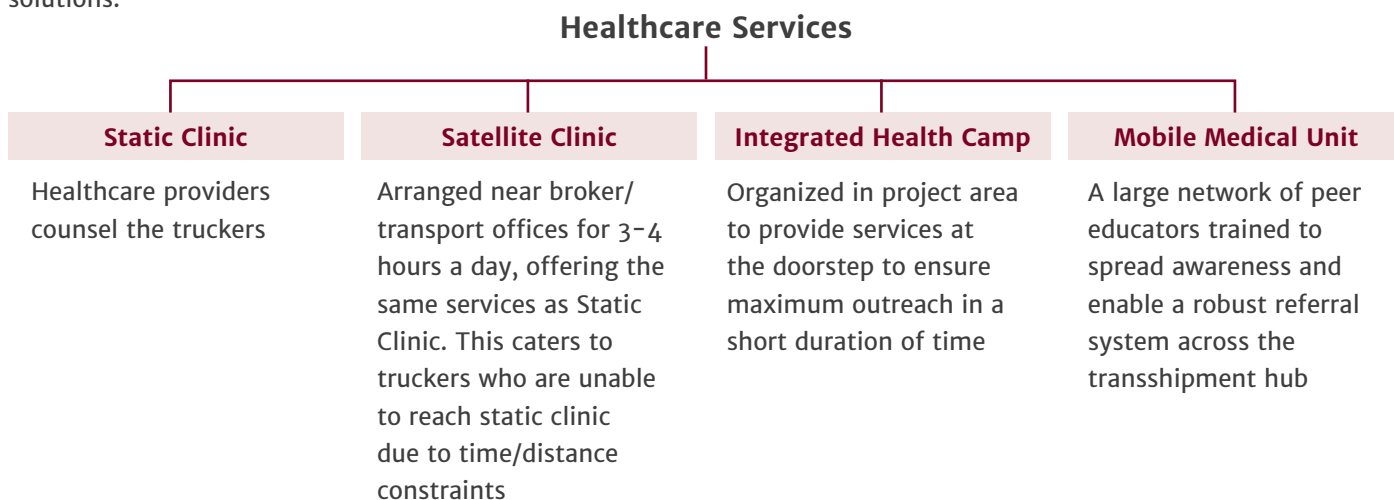 solutions.
Healthcare Services
Static Clinic
Healthcare providers
counsel the truckers
Satellite Clinic
Arranged near broker/
transport offices for 3-4
hours a day, offering the
same services as Static
Clinic. This caters to
truckers who are unable
to reach static clinic
due to time/distance
constraints
Integrated Health Camp
Organized in project area
to provide services at
the doorstep to ensure
maximum outreach in a
short duration of time
Mobile Medical Unit
A large network of peer
educators trained to
spread awareness and
enable a robust referral
system across the
transshipment hub